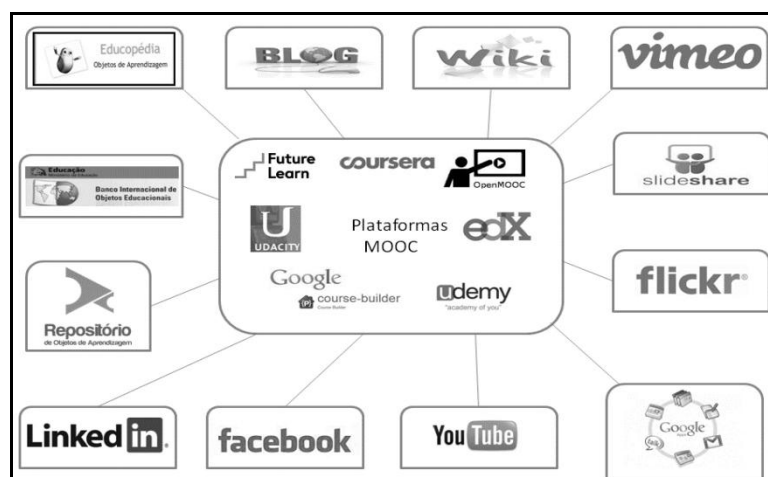 Educopédia
Objetos de Aprendizagem
BLOG
Wiki
vimeo
Future
Learn
coursera
OpenMOOC
Educação
Banco Internacional de
Objetos Educacionais
slideshare
U
UDACITY
Plataformas
MOOC
edX
Google
course-builder
Course Builder
udemy
"academy of you"
flickr
Repositório
de Objetos de Aprendizagem
Linked in
facebook
YouTube
Google